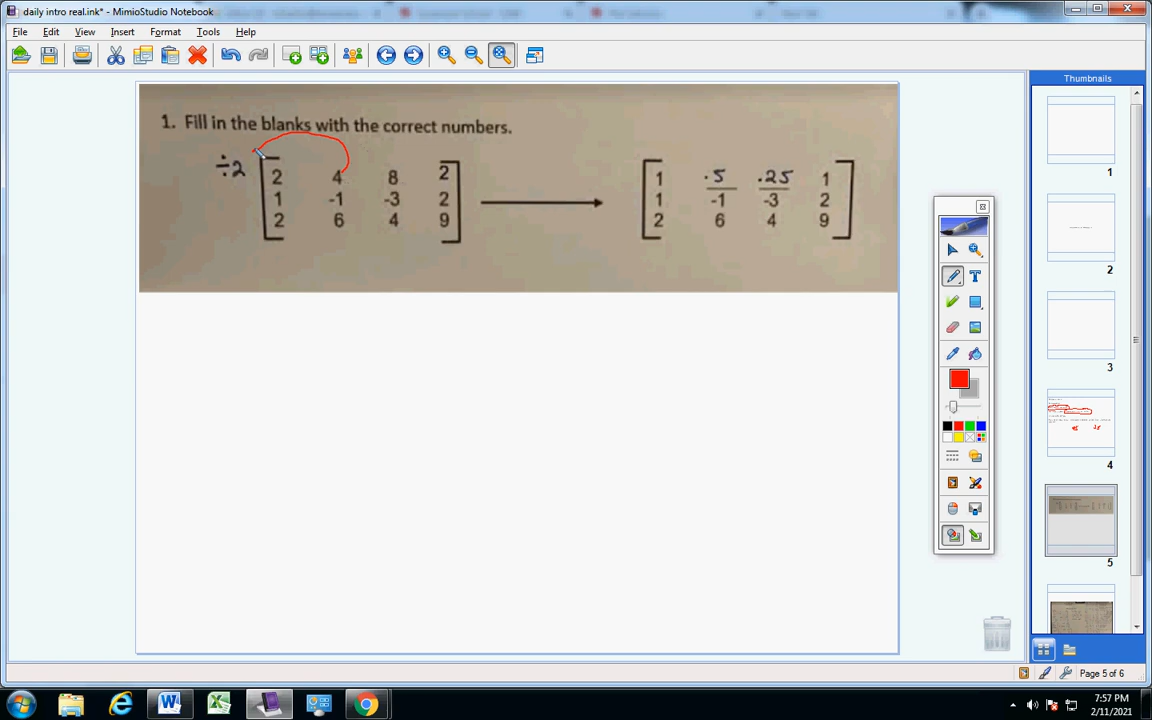 daily intro real.ink* - MimioStudio Notebook
File Edit View Insert Format Tools Help
Thumbnails
1. Fill in the blanks with the correct numbers.
÷2
2 4 8 2
1 -1 -3 2
2 6 4 9
1 .5 .25 1
1 -1 -3 2
2 6 4 9
1
2
3
4
5
6
T
Page 5 of 6
7:57 PM
2/11/2021